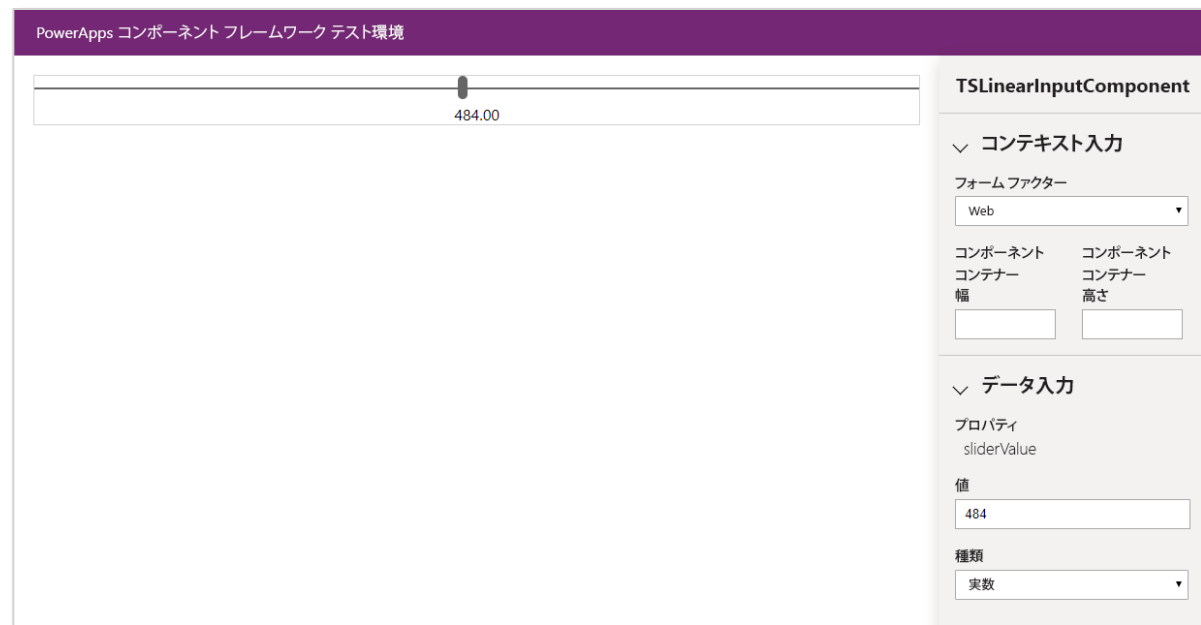 PowerApps コンポーネント フレームワーク テスト環境
484.00
TSLinearInputComponent
コンテキスト入力
フォーム ファクター
Web
コンポーネント
コンテナー
幅
コンポーネント
コンテナー
高さ
データ入力
プロパティ
sliderValue
値
484
種類
実数